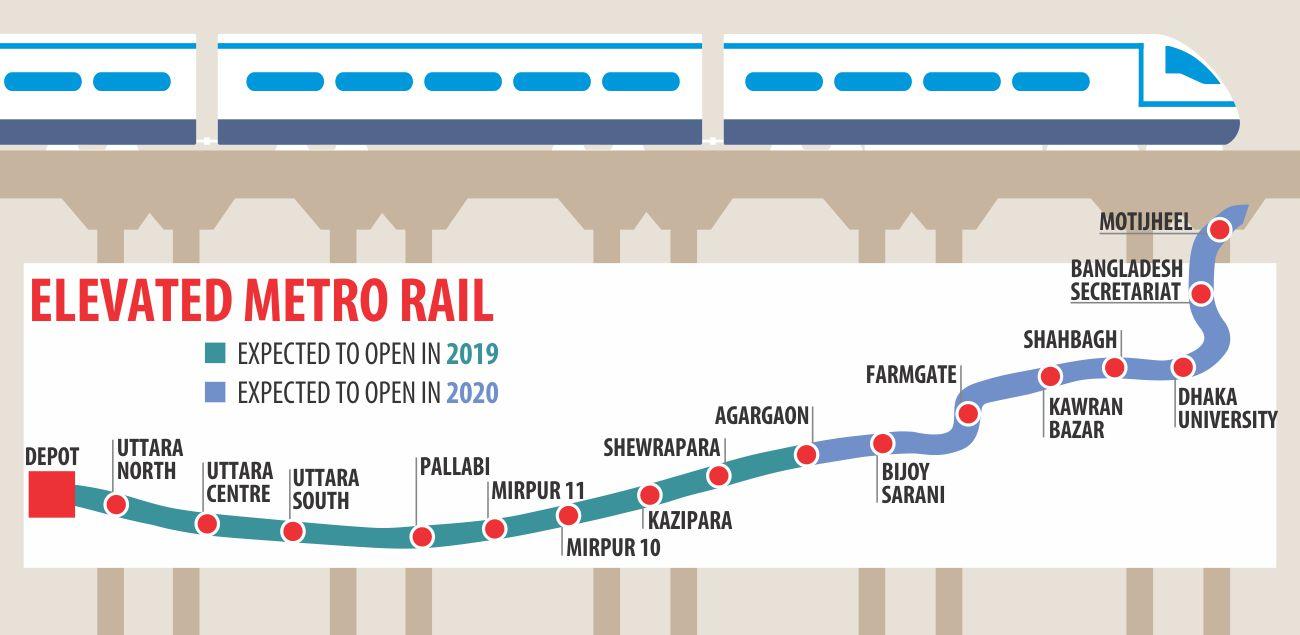 ELEVATED METRO RAIL
EXPECTED TO OPEN IN 2019
EXPECTED TO OPEN IN 2020
DEPOT
UTTARA
NORTH
UTTARA
CENTRE
UTTARA
SOUTH
PALLABI
MIRPUR 11
MIRPUR 10
KAZIPARA
SHEWRAPARA
AGARGAON
BIJOY
SARANI
FARMGATE
KAWRAN
BAZAR
SHAHBAGH
DHAKA
UNIVERSITY
BANGLADESH
SECRETARIAT
MOTIJHEEL